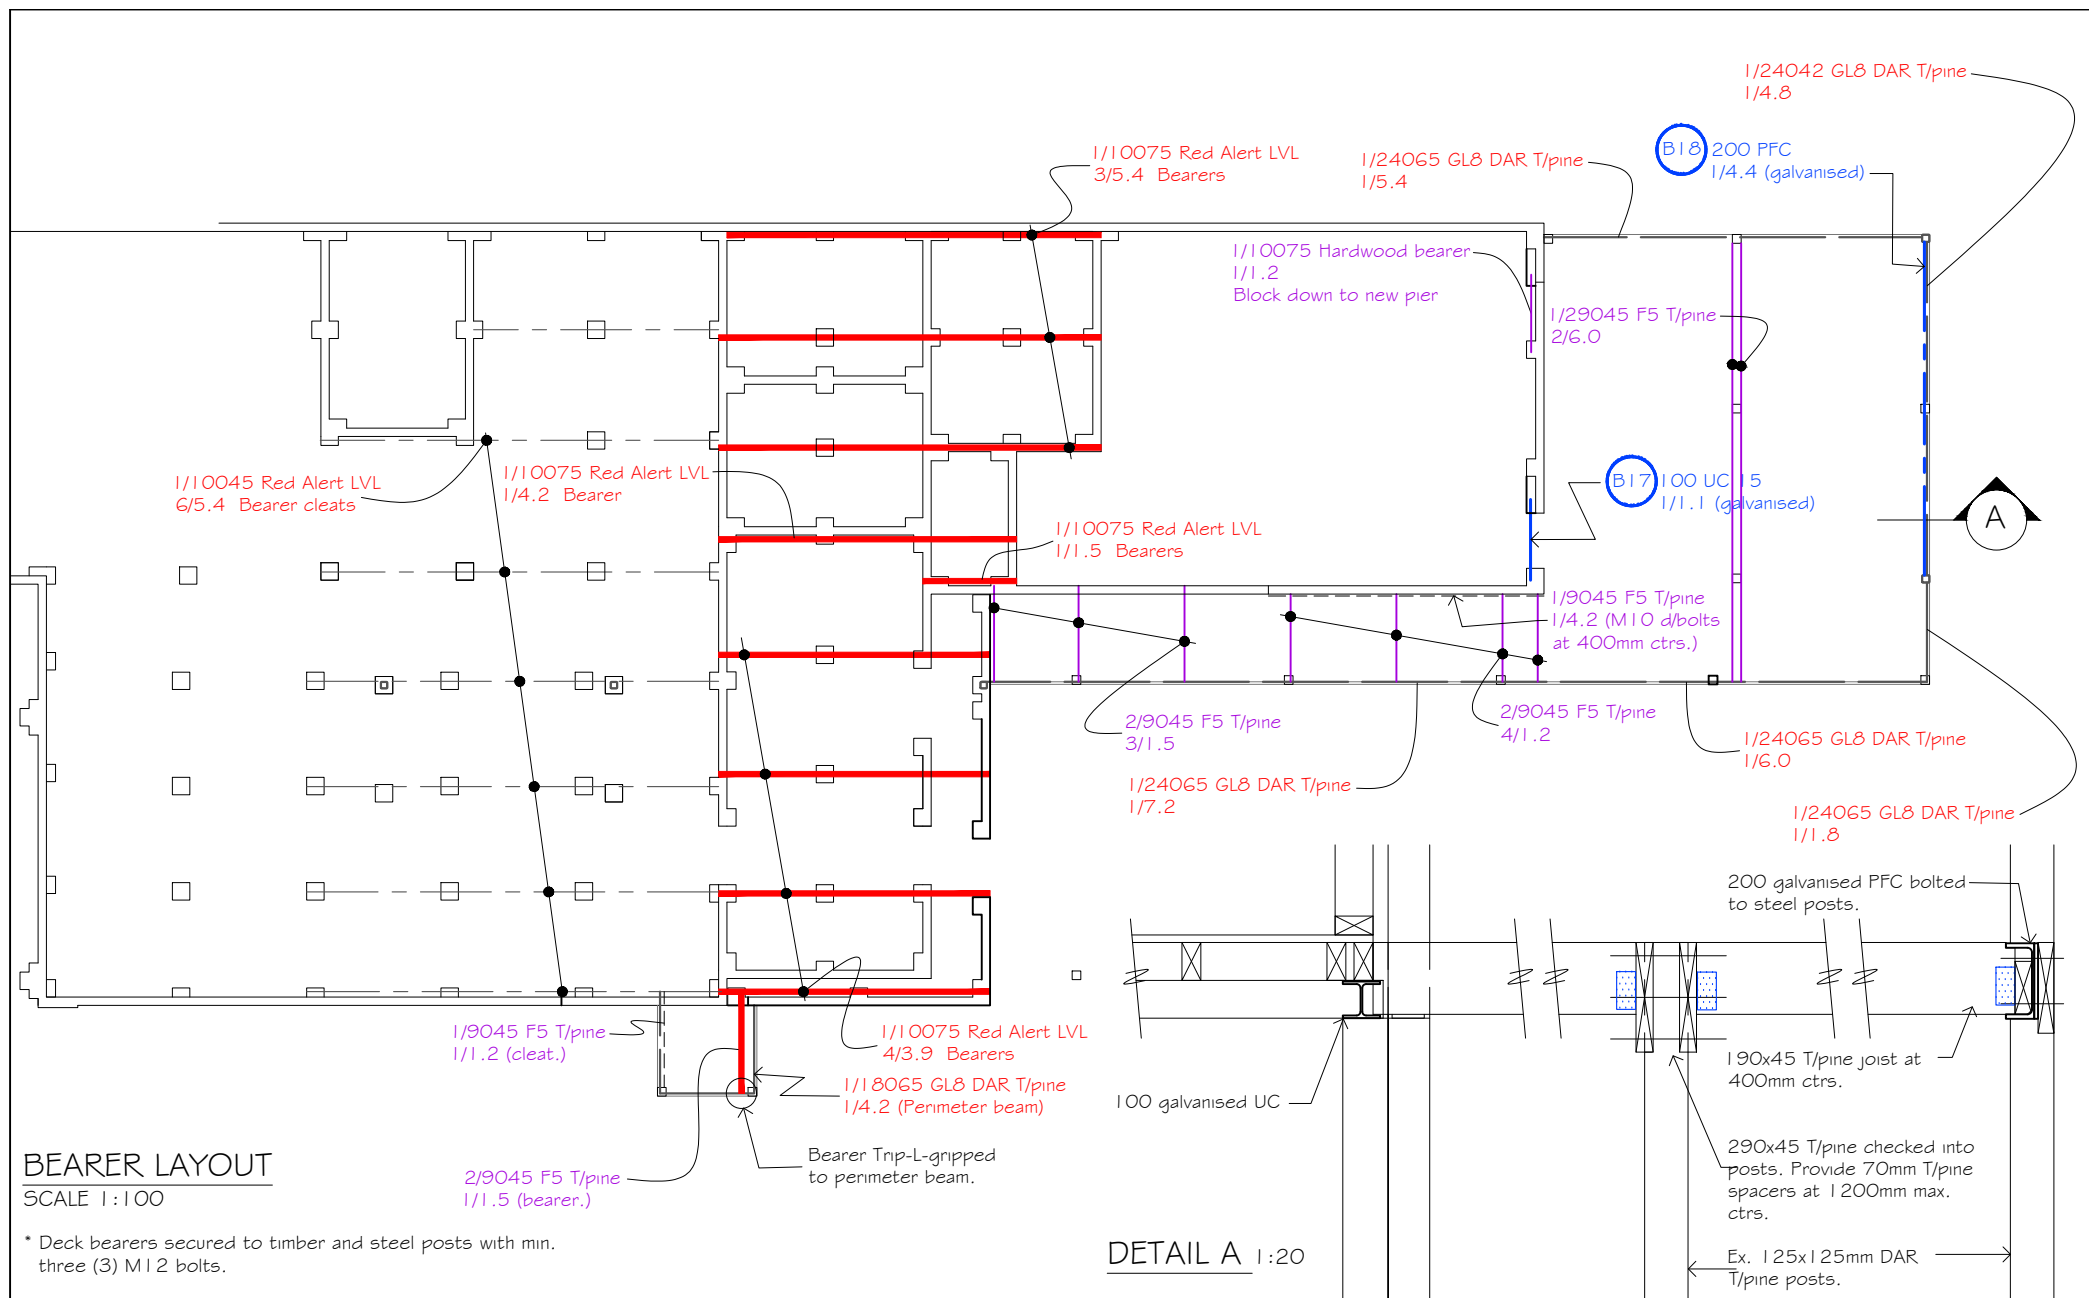 1/24042 GL8 DAR T/pine
1/4.8
B18 200 PFC
1/4.4 (galvanised)
1/10075 Red Alert LVL
3/5.4 Bearers
1/24065 GL8 DAR T/pine
1/5.4
1/10075 Hardwood bearer
1/1.2
Block down to new pier
1/29045 F5 T/pine
2/6.0
1/10045 Red Alert LVL
6/5.4 Bearer cleats
1/10075 Red Alert LVL
1/4.2 Bearer
B17 100 UC 15
1/1.1 (galvanised)
A
1/10075 Red Alert LVL
1/1.5 Bearers
1/9045 F5 T/pine
1/4.2 (M10 d/bolts
at 400mm ctrs.)
2/9045 F5 T/pine
3/1.5
2/9045 F5 T/pine
4/1.2
1/24065 GL8 DAR T/pine
1/6.0
1/24065 GL8 DAR T/pine
1/7.2
1/24065 GL8 DAR T/pine
1/1.8
200 galvanised PFC bolted
to steel posts.
1/9045 F5 T/pine
1/1.2 (cleat.)
1/10075 Red Alert LVL
4/3.9 Bearers
1/18065 GL8 DAR T/pine
1/4.2 (Perimeter beam)
100 galvanised UC
190x45 T/pine joist at
400mm ctrs.
Bearer Trip-L-gripped
to perimeter beam.
290x45 T/pine checked into
posts. Provide 70mm T/pine
spacers at 1200mm max.
ctrs.
2/9045 F5 T/pine
1/1.5 (bearer.)
BEARER LAYOUT
SCALE 1:100
* Deck bearers secured to timber and steel posts with min.
three (3) M12 bolts.
DETAIL A 1:20
Ex. 125x125mm DAR
T/pine posts.